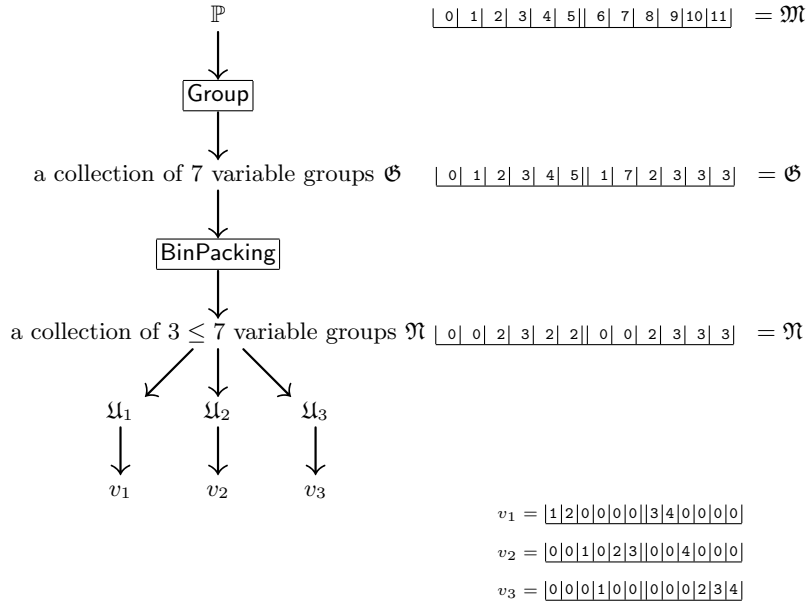 ℙ | 0| 1| 2| 3| 4| 5|| 6| 7| 8| 9|10|11| = 𝔐
Group
a collection of 7 variable groups 𝔊 | 0| 1| 2| 3| 4| 5|| 1| 7| 2| 3| 3| 3| = 𝔊
BinPacking
a collection of 3 ≤ 7 variable groups 𝔑 | 0| 0| 2| 3| 2| 2|| 0| 0| 2| 3| 3| 3| = 𝔑
𝔘₁ 𝔘₂ 𝔘₃
v₁ v₂ v₃
v₁ = |1|2|0|0|0|0||3|4|0|0|0|0|
v₂ = |0|0|1|0|2|3||0|0|4|0|0|0|
v₃ = |0|0|0|1|0|0||0|0|0|2|3|4|